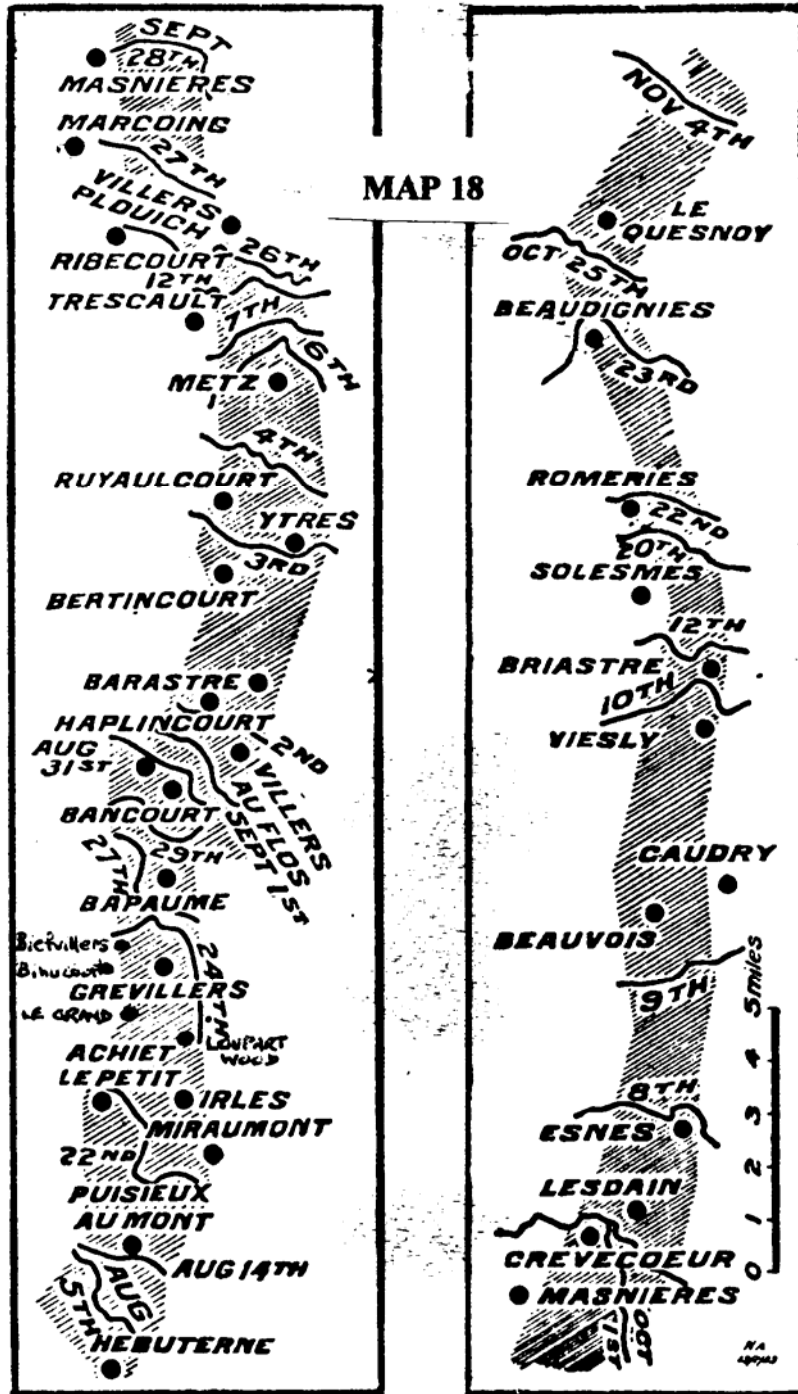 MAP 18
SEPT
28TH
MASNIERES
MARCOING
27TH
VILLERS
PLOUICH
26TH
RIBECOURT
12TH
TRESCAULT
7TH
6TH
METZ
4TH
RUYAULCOURT
YTRES
3RD
BERTINCOURT
BARASTRE
HAPLINCOURT
2ND
AUG
31ST
VILLERS
AU FLOS
SEPT 1ST
BANCOURT
29TH
27TH
BAPAUME
Biefvillers
Bihucourt
24TH
GREVILLERS
LE GRAND
LOUPART
WOOD
ACHIET
LE PETIT
IRLES
MIRAUMONT
22ND
PUISIEUX
AU MONT
AUG 14TH
AUG
5TH
HEBUTERNE
NOV 4TH
LE
QUESNOY
OCT 25TH
BEAUDIGNIES
23RD
ROMERIES
22ND
20TH
SOLESMES
12TH
BRIASTRE
10TH
VIESLY
CAUDRY
BEAUVOIS
9TH
5 miles
4
3
2
1
0
8TH
ESNES
LESDAIN
CREVECOEUR
MASNIERES
OCT
1ST